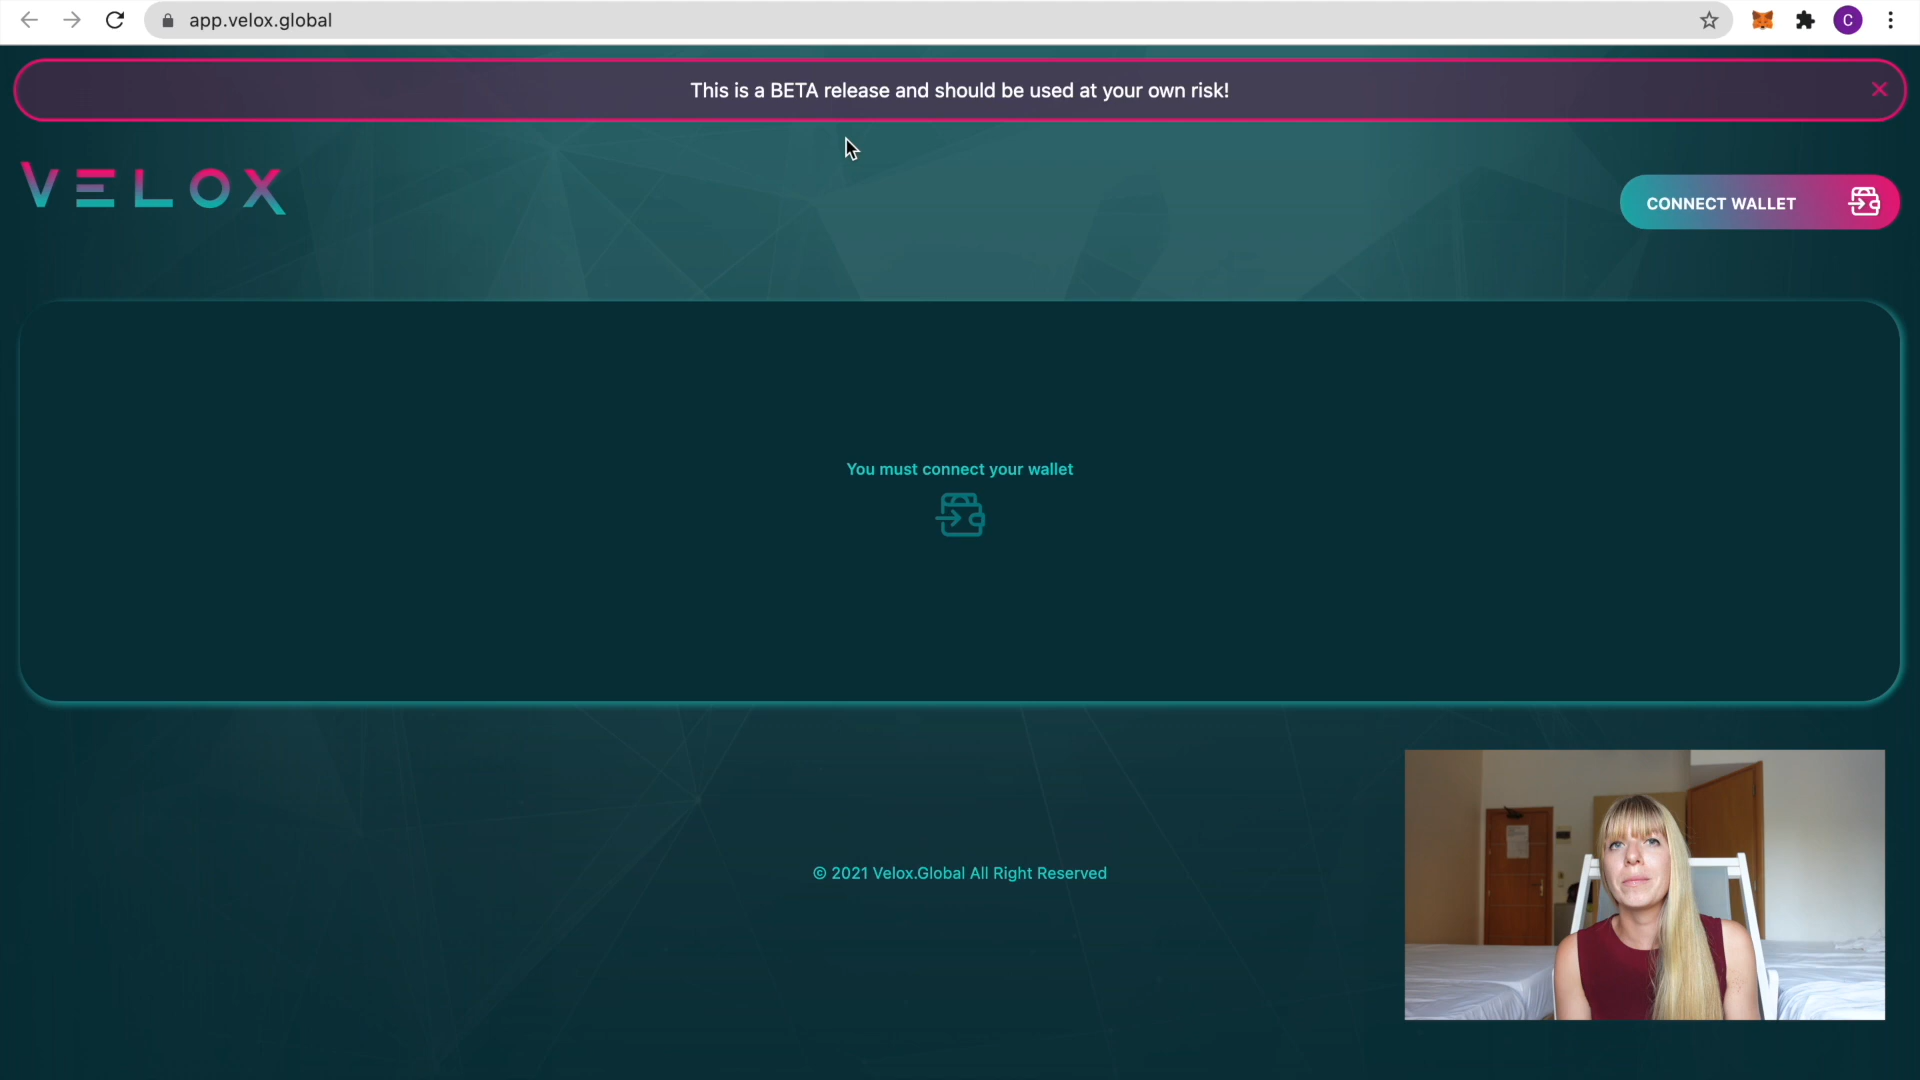 app.velox.global
C
This is a BETA release and should be used at your own risk!
VELOX
CONNECT WALLET
You must connect your wallet
© 2021 Velox.Global All Right Reserved